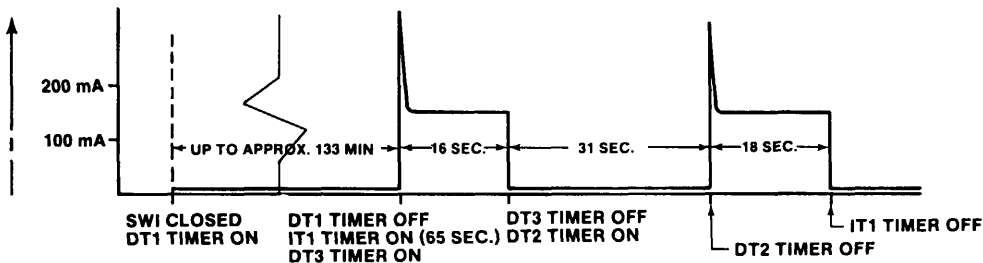 200 mA
100 mA
UP TO APPROX. 133 MIN
16 SEC.
31 SEC.
18 SEC.
SWI CLOSED
DT1 TIMER ON
DT1 TIMER OFF
IT1 TIMER ON (65 SEC.)
DT3 TIMER ON
DT3 TIMER OFF
DT2 TIMER ON
DT2 TIMER OFF
IT1 TIMER OFF